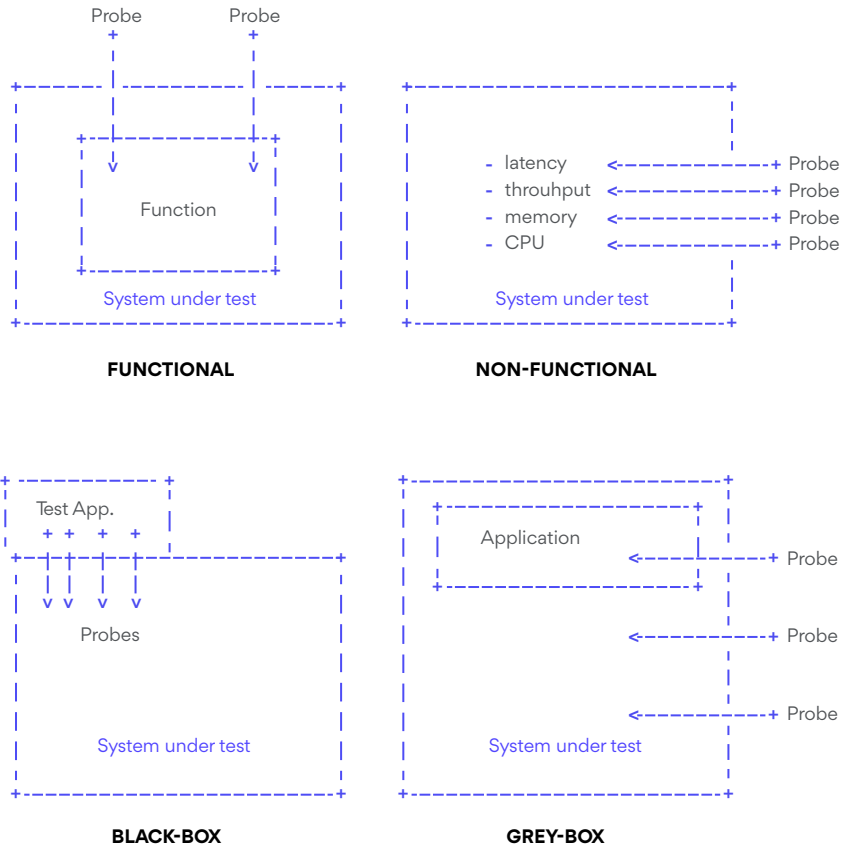 Probe Probe
Function
System under test
FUNCTIONAL
- latency Probe
- throuhput Probe
- memory Probe
- CPU Probe
System under test
NON-FUNCTIONAL
Test App.
Probes
System under test
BLACK-BOX
Application
Probe
Probe
Probe
System under test
GREY-BOX